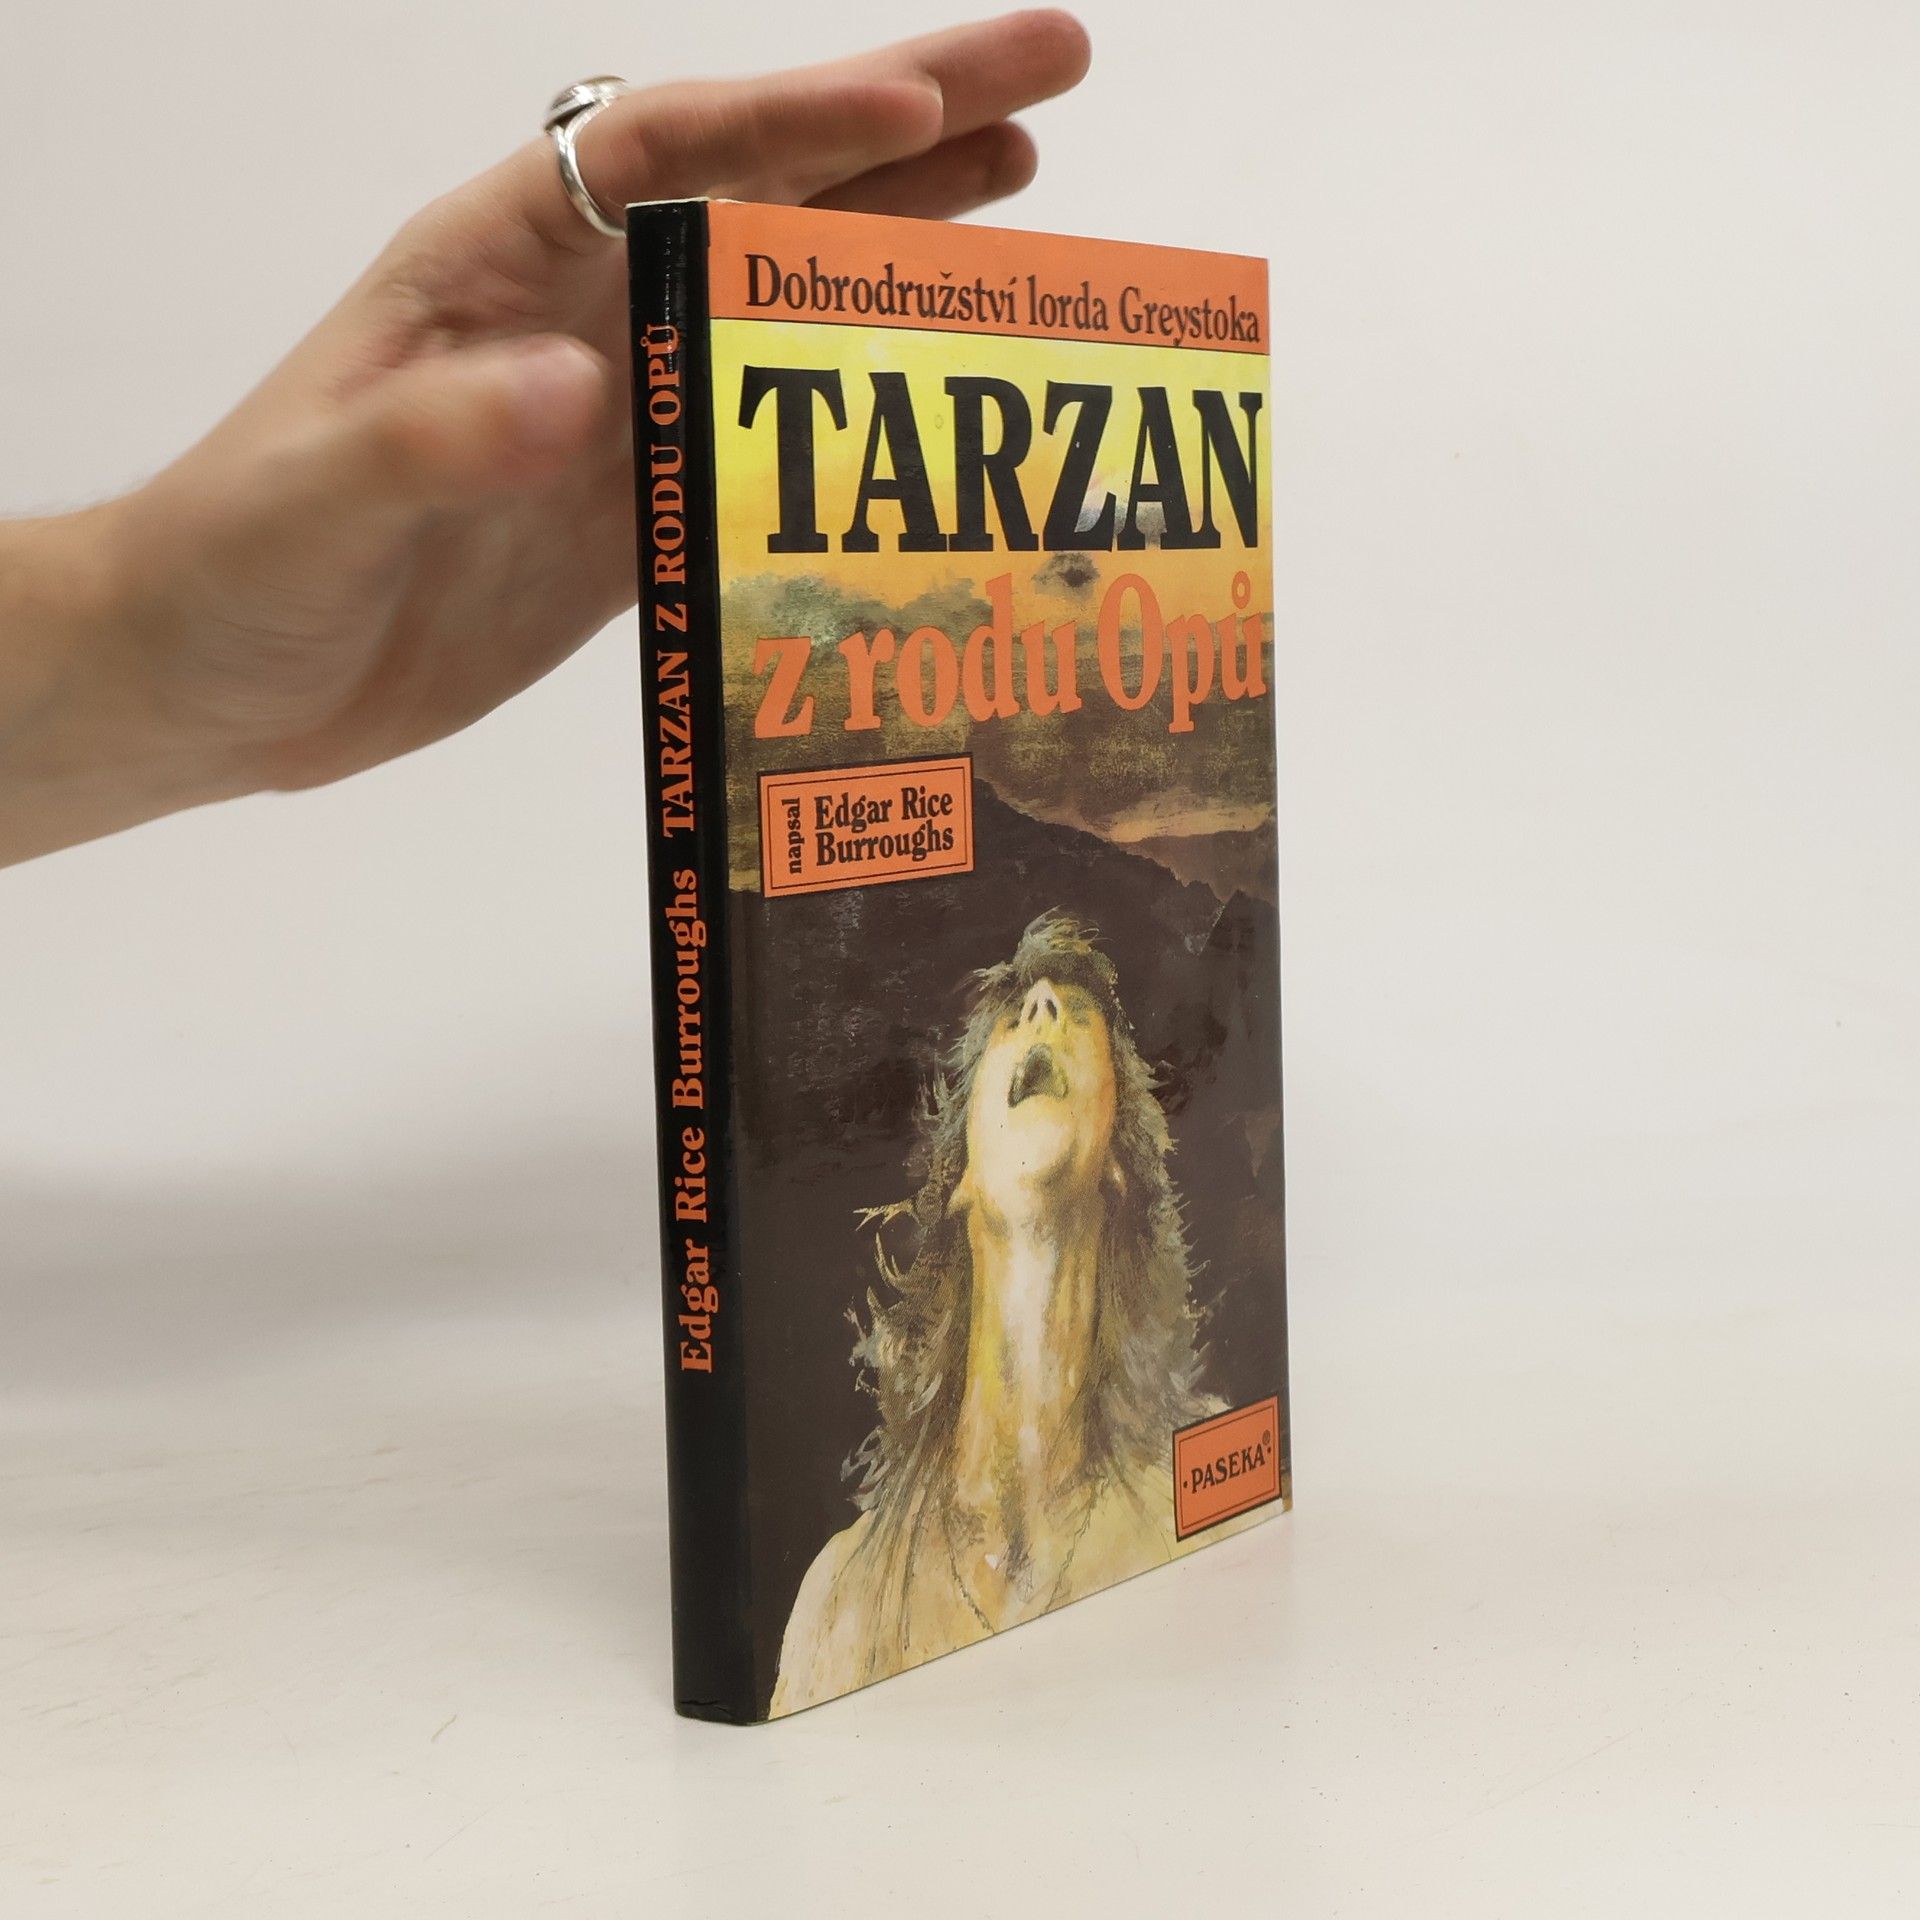 Dobrodružství lorda Greystoka
TARZAN
z rodu Opů
napsal
Edgar Rice
Burroughs
·PASEKA®·
Edgar Rice Burroughs TARZAN Z RODU OPŮ